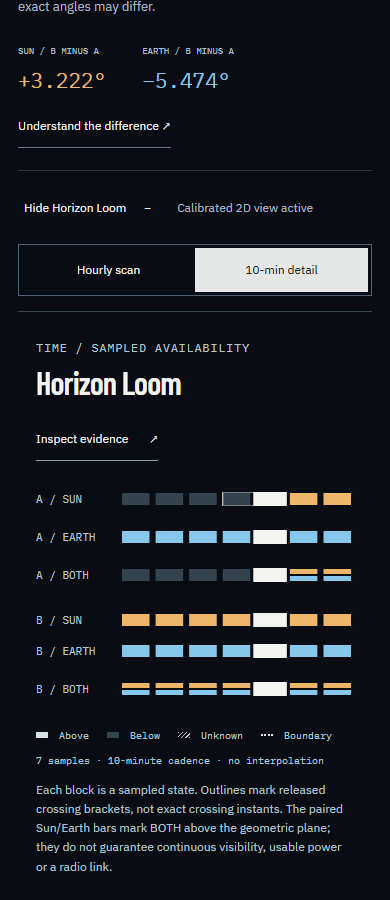 exact angles may differ.
SUN / B MINUS A    EARTH / B MINUS A
+3.222°    −5.474°
Understand the difference ↗
Hide Horizon Loom – Calibrated 2D view active
Hourly scan    10-min detail
TIME / SAMPLED AVAILABILITY
Horizon Loom
Inspect evidence ↗
A / SUN
A / EARTH
A / BOTH
B / SUN
B / EARTH
B / BOTH
Above    Below    Unknown    Boundary
7 samples · 10-minute cadence · no interpolation
Each block is a sampled state. Outlines mark released
crossing brackets, not exact crossing instants. The paired
Sun/Earth bars mark BOTH above the geometric plane;
they do not guarantee continuous visibility, usable power
or a radio link.